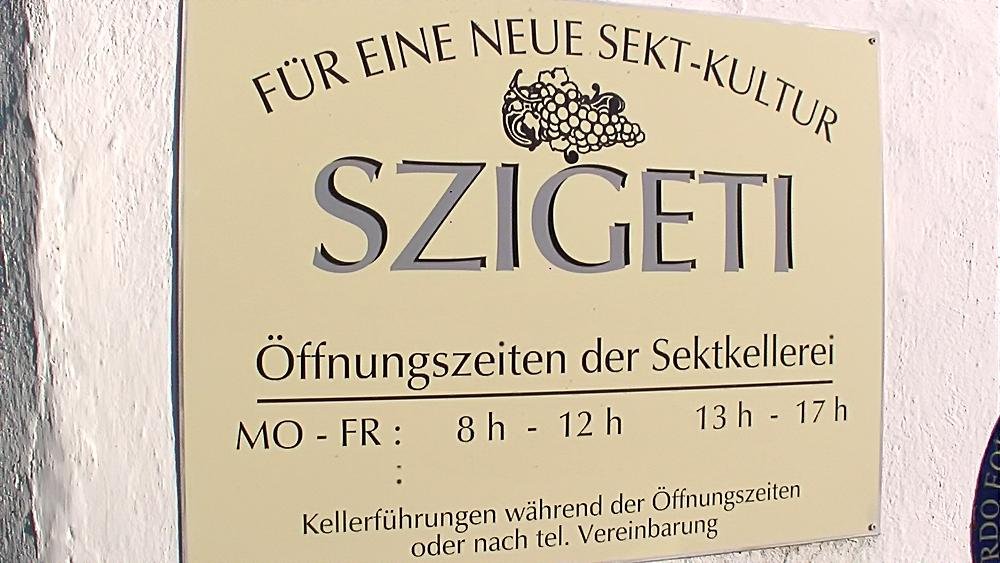 FÜR EINE NEUE SEKT-KULTUR
SZIGETI
Öffnungszeiten der Sektkellerei
MO - FR : 8 h - 12 h 13 h - 17 h
:
Kellerführungen während der Öffnungszeiten
oder nach tel. Vereinbarung